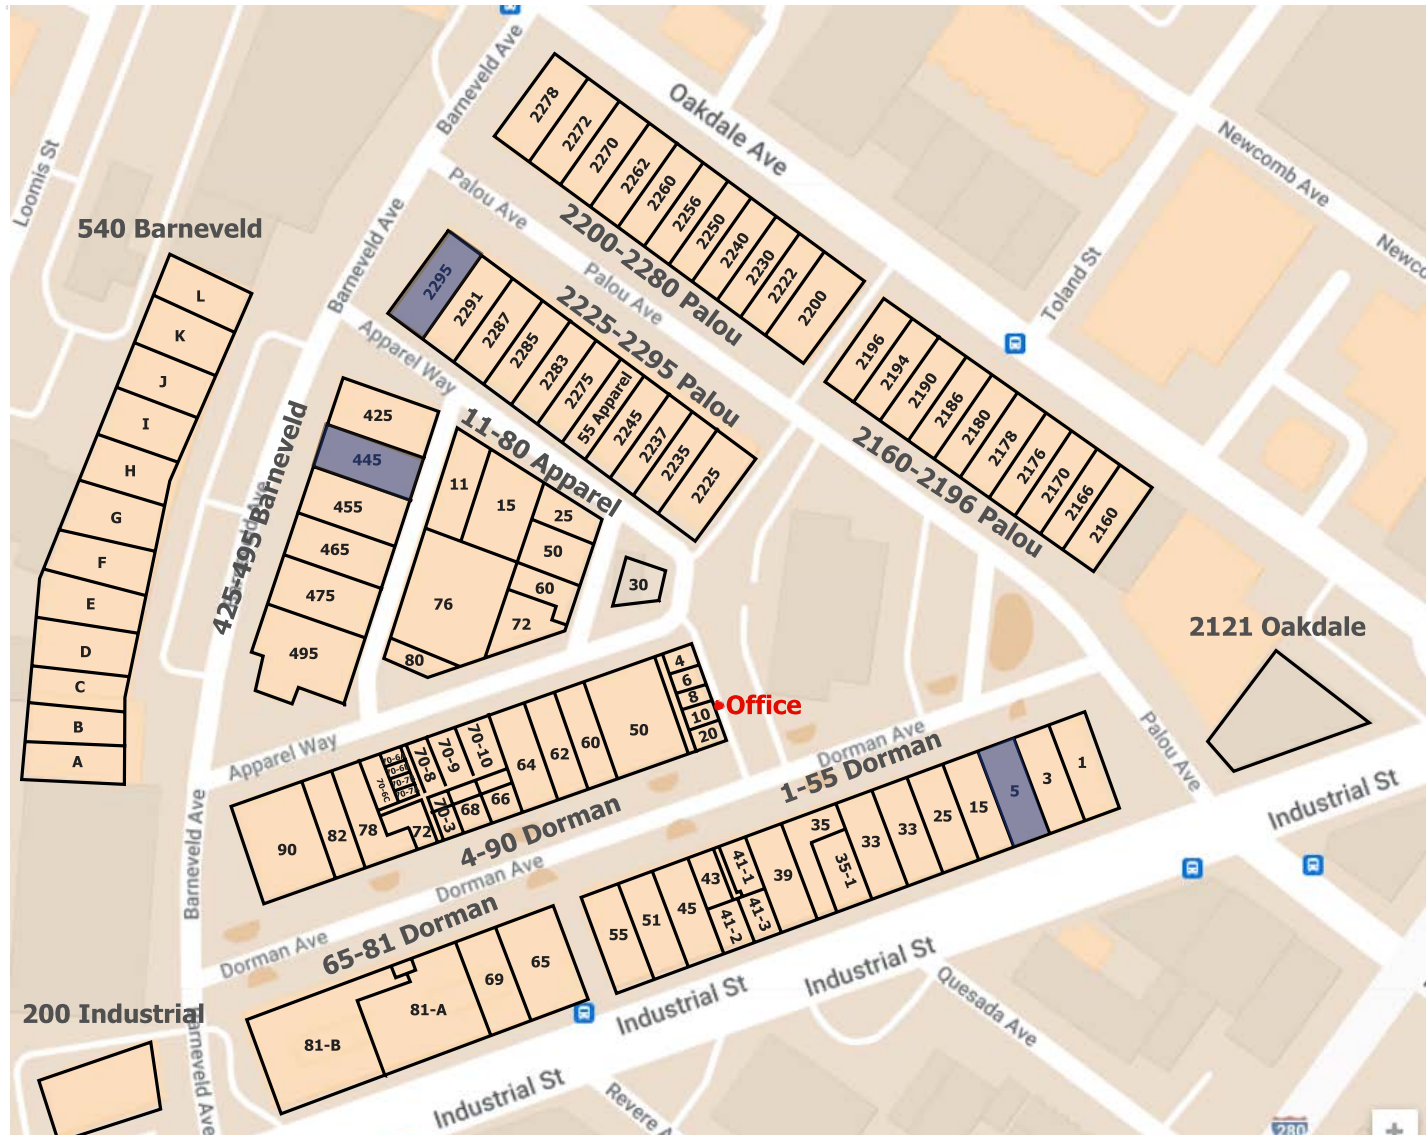 Barneveld Ave
Oakdale Ave
Newcomb Ave
Newco
Loomis St
Toland St
540 Barneveld
L
K
J
I
H
G
F
E
D
C
B
A
Barneveld Ave
Palou Ave
2278
2272
2270
2262
2260
2256
2250
2240
2230
2222
2200
2200-2280 Palou
Palou Ave
2225-2295 Palou
2295
2291
2287
2285
2283
2275
55 Apparel
2245
2237
2235
2225
2196
2194
2190
2186
2180
2178
2176
2170
2166
2160
2160-2196 Palou
Apparel Way
425-495 Barneveld
425
445
455
465
475
495
11-80 Apparel
11
15
25
50
60
72
76
80
30
2121 Oakdale
Office
4
6
8
10
20
50
60
62
64
66
68
70-10
70-9
70-8
70-3
70-6C
72
78
82
90
Apparel Way
4-90 Dorman
Dorman Ave
Dorman Ave
1-55 Dorman
1
3
5
15
25
33
33
35
35-1
39
41-1
41-3
41-2
43
45
51
55
Palou Ave
Industrial St
Barneveld Ave
Dorman Ave
65-81 Dorman
65
69
81-A
81-B
200 Industrial
Barneveld Ave
Industrial St
Industrial St
Industrial St
Quesada Ave
Revere A
280
+